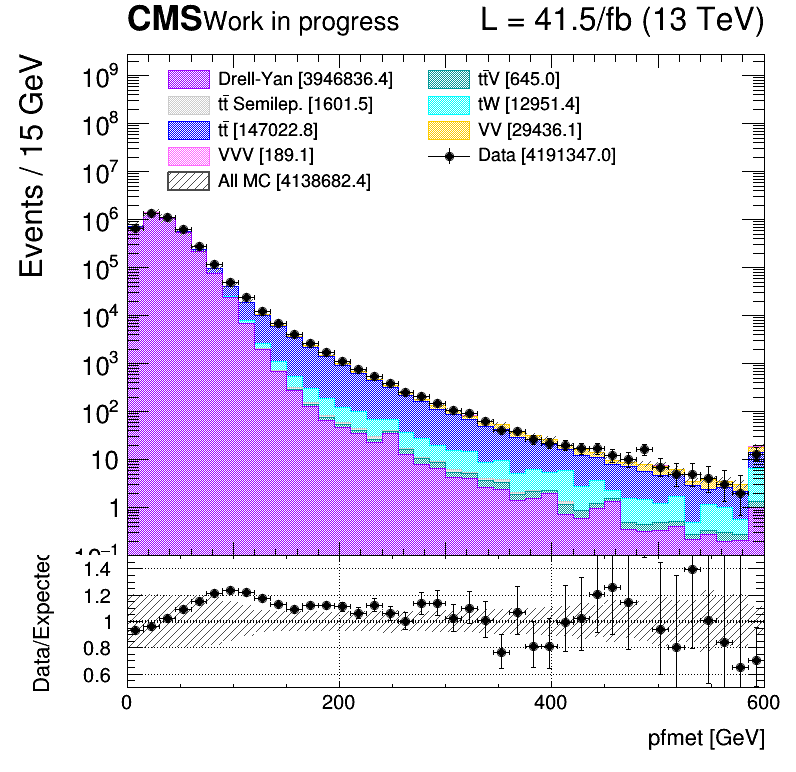 CMS Work in progress L = 41.5/fb (13 TeV)
Events / 15 GeV
Drell-Yan [3946836.4] tt̄V [645.0]
tt̄ Semilep. [1601.5] tW [12951.4]
tt̄ [147022.8] VV [29436.1]
VVV [189.1] Data [4191347.0]
All MC [4138682.4]
10⁹
10⁸
10⁷
10⁶
10⁵
10⁴
10³
10²
10
1
10⁻¹
Data/Expected
1.4
1.2
1
0.8
0.6
0 200 400 600
pfmet [GeV]